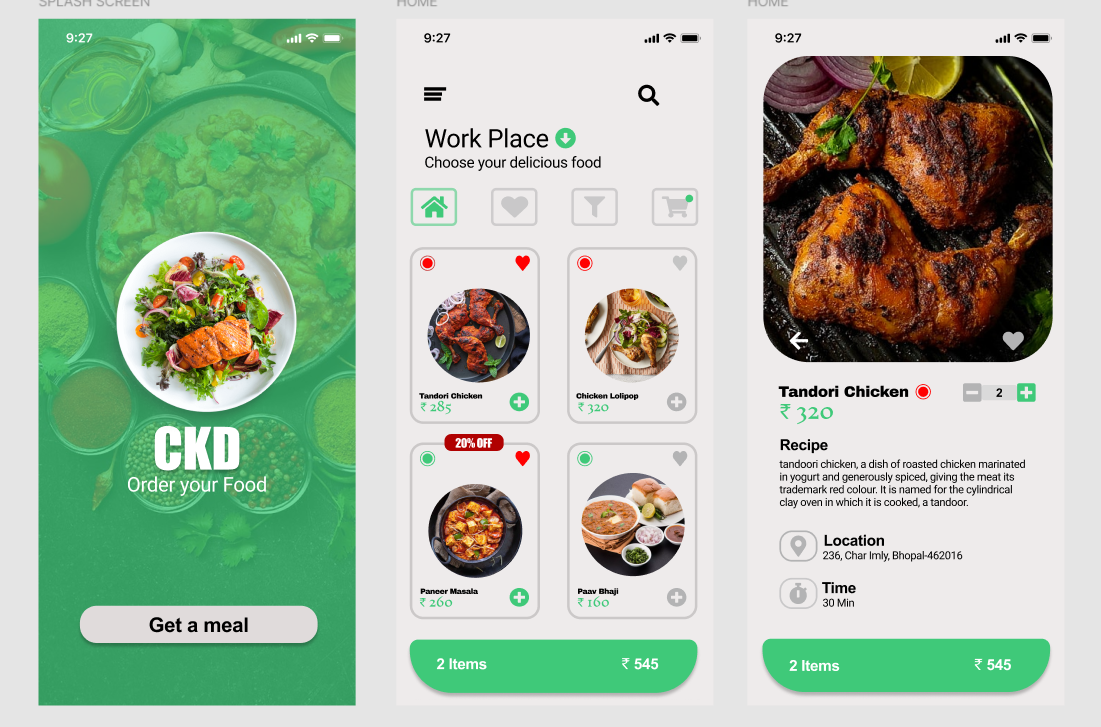 SPLASH SCREEN
9:27
CKD
Order your Food
Get a meal
HOME
9:27
Work Place
Choose your delicious food
Tandori Chicken
₹ 285
Chicken Lolipop
₹ 320
20% OFF
Paneer Masala
₹ 260
Paav Bhaji
₹ 160
2 Items ₹ 545
HOME
9:27
Tandori Chicken 2
₹ 320
Recipe
tandoori chicken, a dish of roasted chicken marinated
in yogurt and generously spiced, giving the meat its
trademark red colour. It is named for the cylindrical
clay oven in which it is cooked, a tandoor.
Location
236, Char Imly, Bhopal-462016
Time
30 Min
2 Items ₹ 545